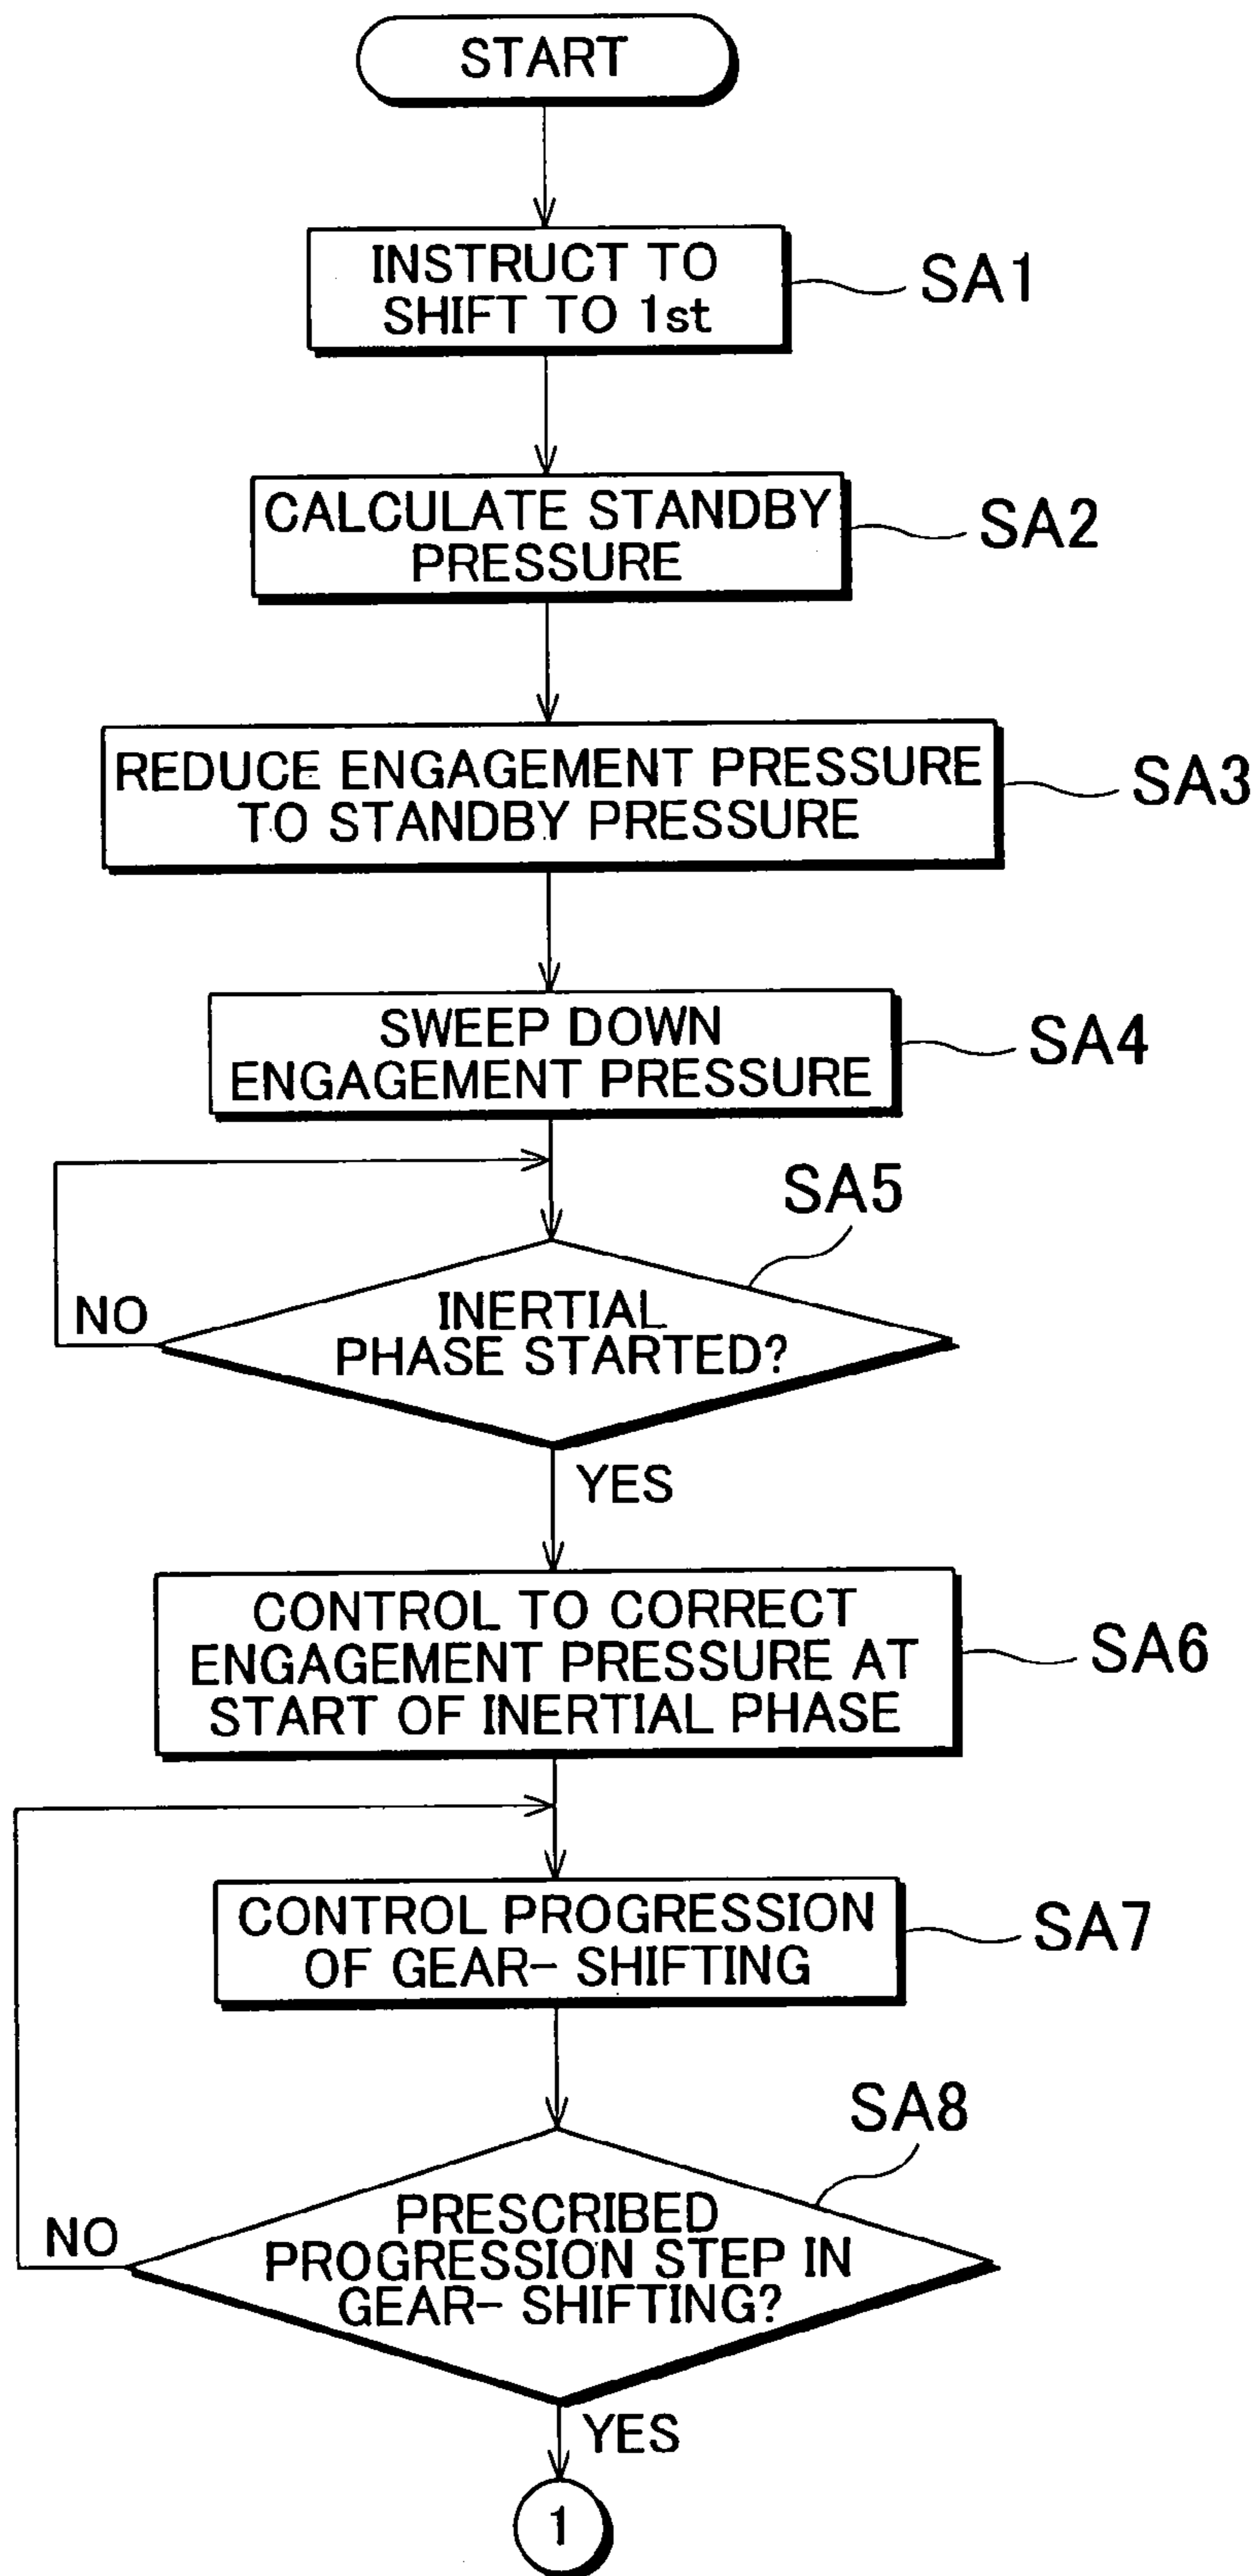 START
INSTRUCT TO
SHIFT TO 1st
SA1
CALCULATE STANDBY
PRESSURE
SA2
REDUCE ENGAGEMENT PRESSURE
TO STANDBY PRESSURE
SA3
SWEEP DOWN
ENGAGEMENT PRESSURE
SA4
SA5
INERTIAL
PHASE STARTED?
NO
YES
CONTROL TO CORRECT
ENGAGEMENT PRESSURE AT
START OF INERTIAL PHASE
SA6
CONTROL PROGRESSION
OF GEAR- SHIFTING
SA7
SA8
PRESCRIBED
PROGRESSION STEP IN
GEAR- SHIFTING?
NO
YES
1